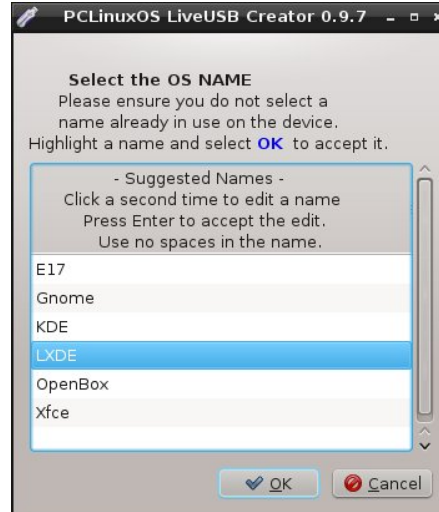 PCLinuxOS LiveUSB Creator 0.9.7
Select the OS NAME
Please ensure you do not select a
name already in use on the device.
Highlight a name and select OK to accept it.
- Suggested Names -
Click a second time to edit a name
Press Enter to accept the edit.
Use no spaces in the name.
E17
Gnome
KDE
LXDE
OpenBox
Xfce
OK
Cancel